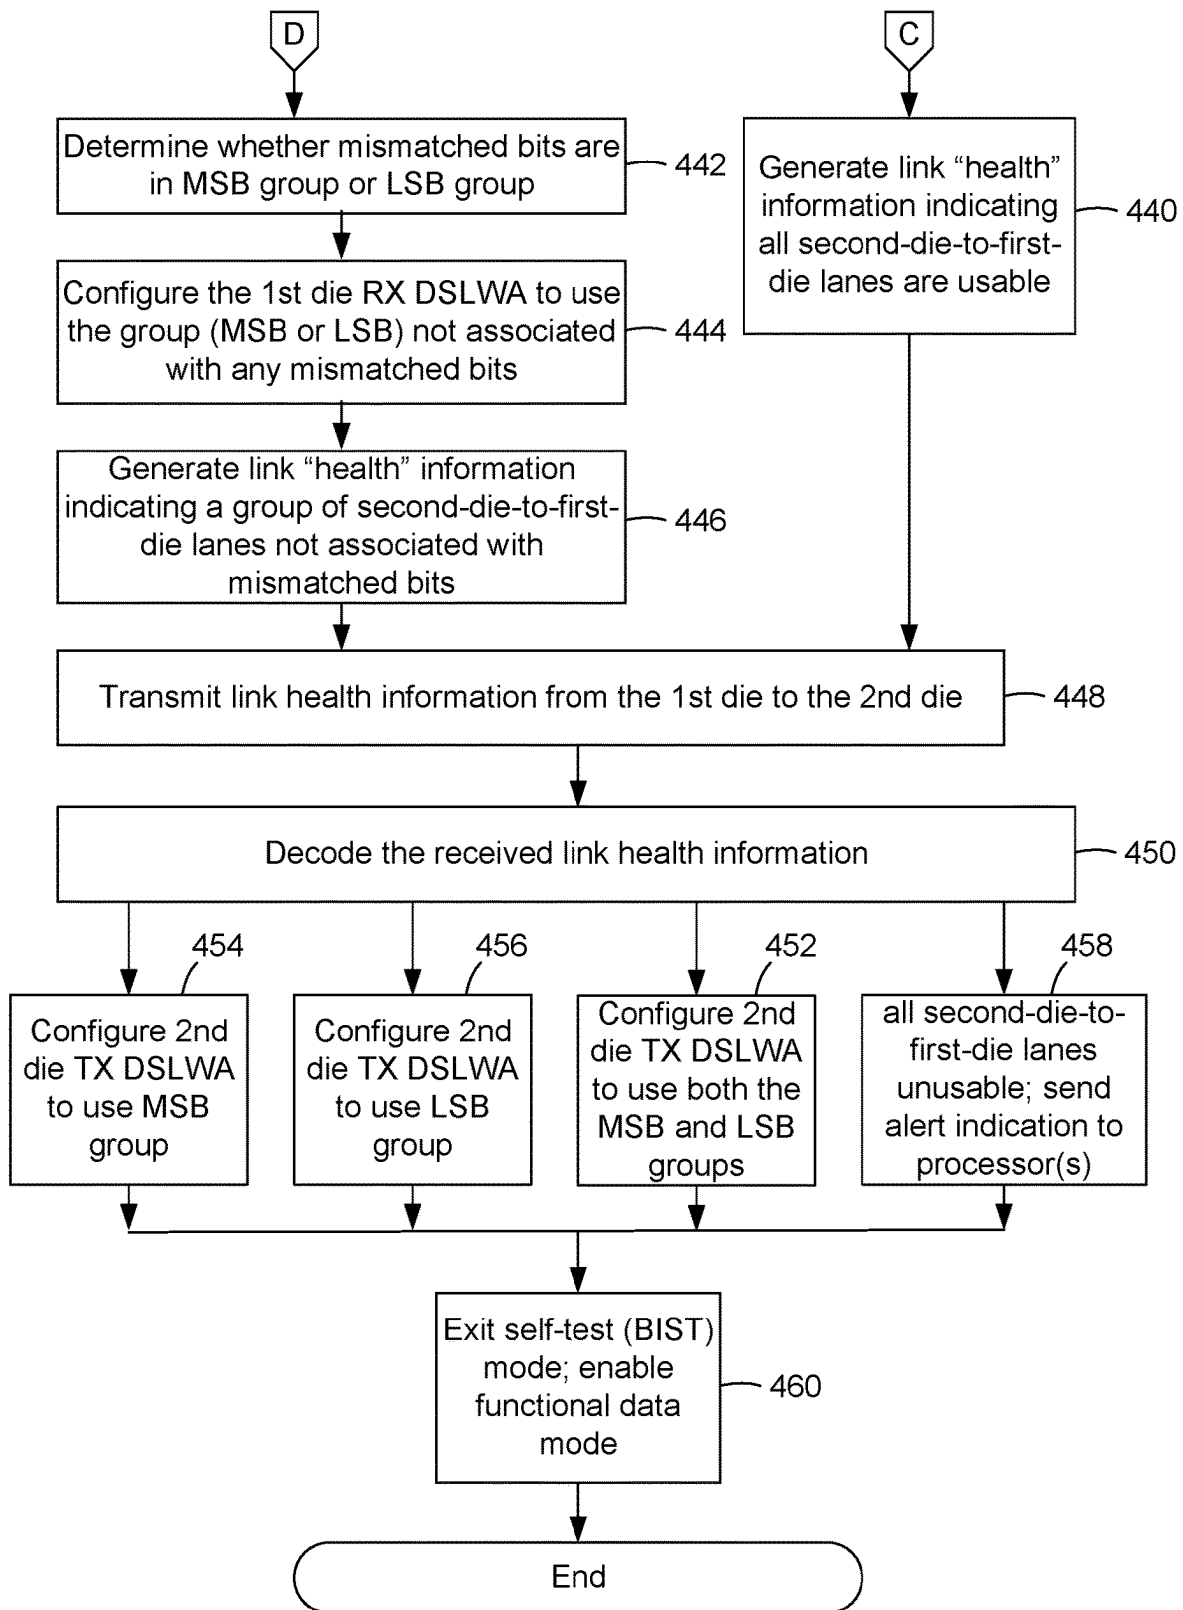 D
C
Determine whether mismatched bits are
in MSB group or LSB group
442
Generate link “health”
information indicating
all second-die-to-first-
die lanes are usable
440
Configure the 1st die RX DSLWA to use
the group (MSB or LSB) not associated
with any mismatched bits
444
Generate link “health” information
indicating a group of second-die-to-first-
die lanes not associated with
mismatched bits
446
Transmit link health information from the 1st die to the 2nd die
448
Decode the received link health information
450
454
Configure 2nd
die TX DSLWA
to use MSB
group
456
Configure 2nd
die TX DSLWA
to use LSB
group
452
Configure 2nd
die TX DSLWA
to use both the
MSB and LSB
groups
458
all second-die-to-
first-die lanes
unusable; send
alert indication to
processor(s)
Exit self-test (BIST)
mode; enable
functional data
mode
460
End